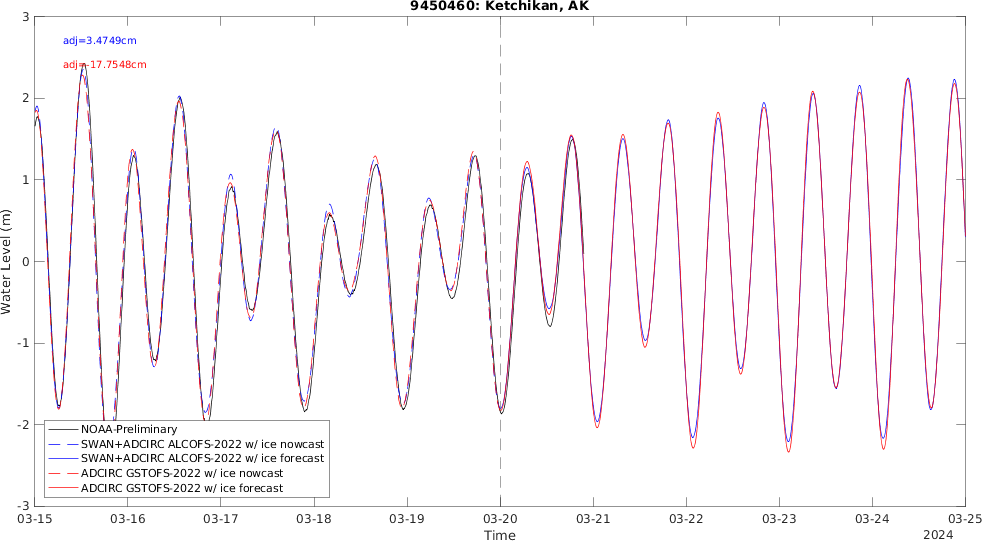 9450460: Ketchikan, AK
3
adj=3.4749cm
adj=-17.7548cm
2
1
0
-1
-2
-3
Water Level (m)
NOAA-Preliminary
SWAN+ADCIRC ALCOFS-2022 w/ ice nowcast
SWAN+ADCIRC ALCOFS-2022 w/ ice forecast
ADCIRC GSTOFS-2022 w/ ice nowcast
ADCIRC GSTOFS-2022 w/ ice forecast
03-15 03-16 03-17 03-18 03-19 03-20 03-21 03-22 03-23 03-24 03-25
Time
2024